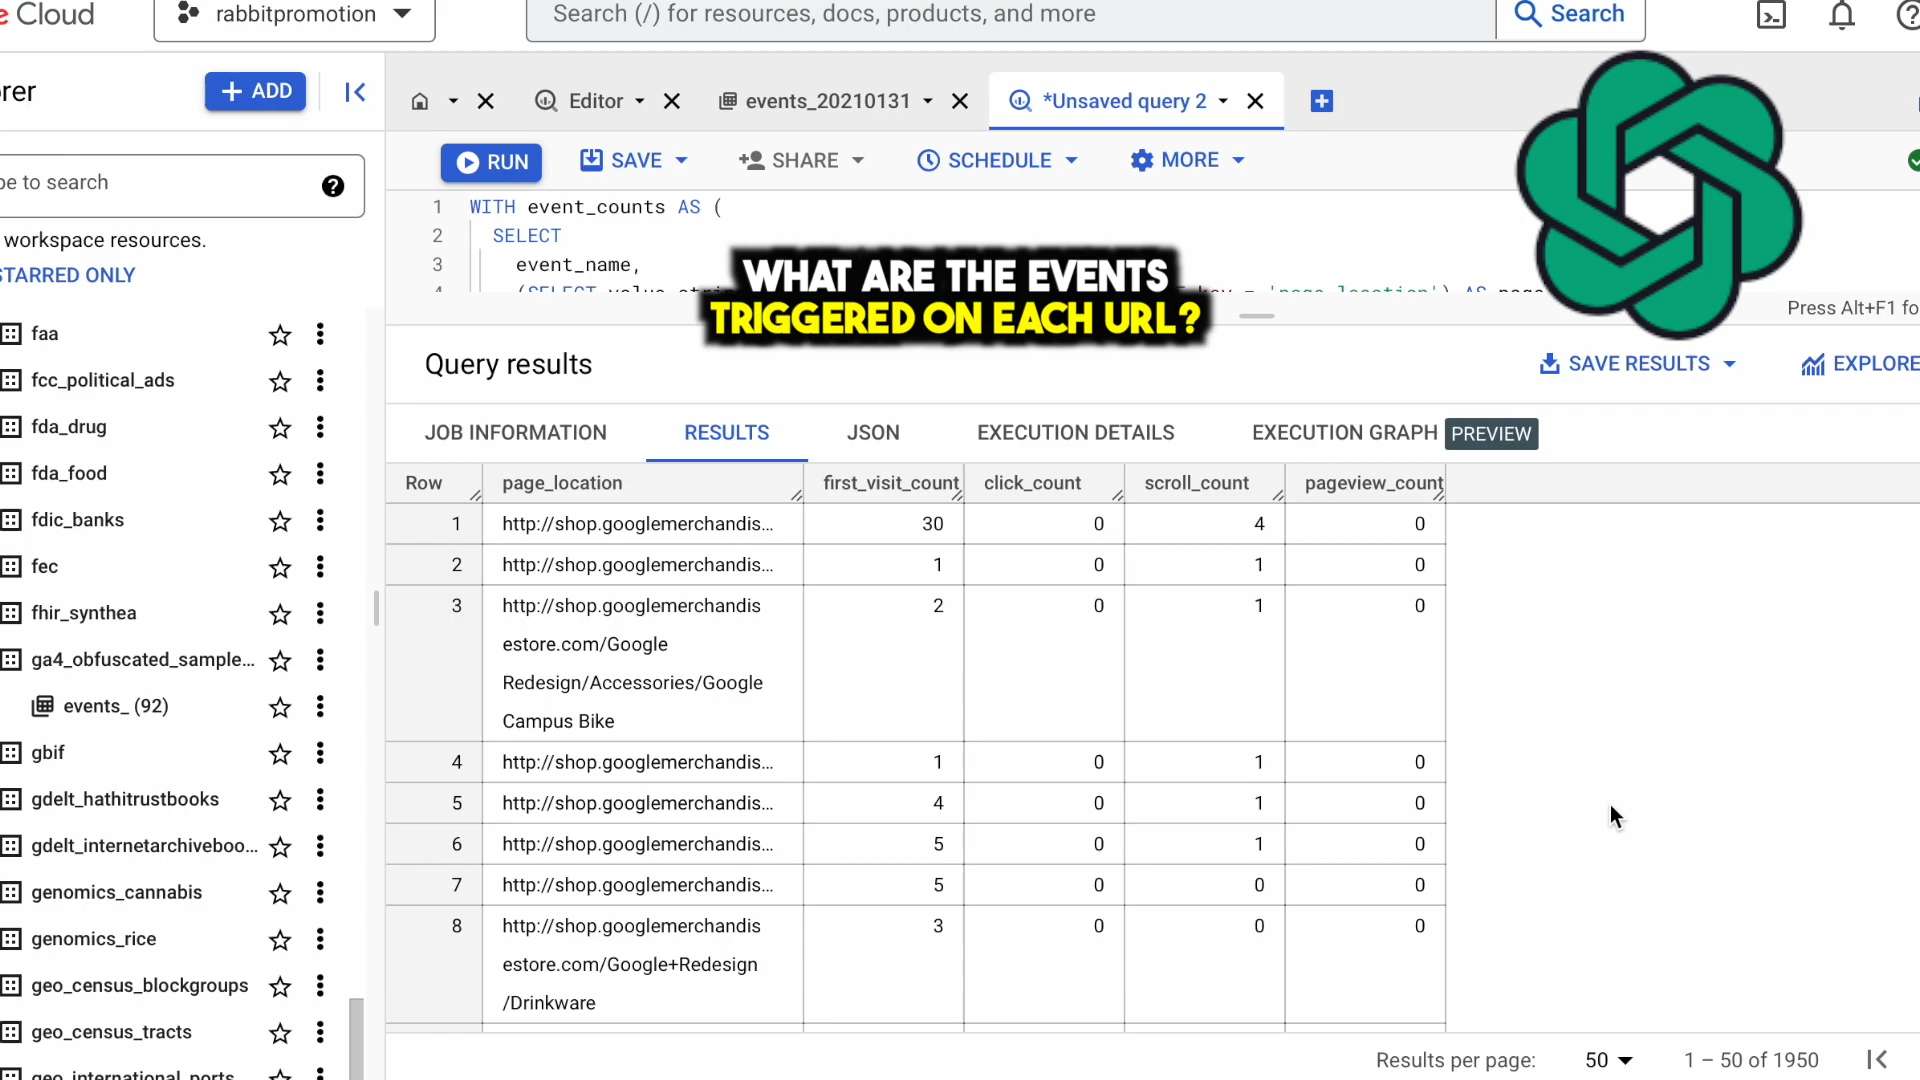 e Cloud
rabbitpromotion
Search (/) for resources, docs, products, and more
Search
rer
ADD
Editor
events_20210131
*Unsaved query 2
RUN
SAVE
SHARE
SCHEDULE
MORE
pe to search
workspace resources.
STARRED ONLY
1 WITH event_counts AS (
2 SELECT
3 event_name,
4
WHAT ARE THE EVENTS
TRIGGERED ON EACH URL?
Press Alt+F1 fo
Query results
SAVE RESULTS
EXPLORE
JOB INFORMATION
RESULTS
JSON
EXECUTION DETAILS
EXECUTION GRAPH
PREVIEW
Row page_location first_visit_count click_count scroll_count pageview_count
1 http://shop.googlemerchandis... 30 0 4 0
2 http://shop.googlemerchandis... 1 0 1 0
3 http://shop.googlemerchandis 2 0 1 0
estore.com/Google
Redesign/Accessories/Google
Campus Bike
4 http://shop.googlemerchandis... 1 0 1 0
5 http://shop.googlemerchandis... 4 0 1 0
6 http://shop.googlemerchandis... 5 0 1 0
7 http://shop.googlemerchandis... 5 0 0 0
8 http://shop.googlemerchandis 3 0 0 0
estore.com/Google+Redesign
/Drinkware
faa
fcc_political_ads
fda_drug
fda_food
fdic_banks
fec
fhir_synthea
ga4_obfuscated_sample...
events_ (92)
gbif
gdelt_hathitrustbooks
gdelt_internetarchiveboo...
genomics_cannabis
genomics_rice
geo_census_blockgroups
geo_census_tracts
geo_international_ports
Results per page: 50 1 – 50 of 1950